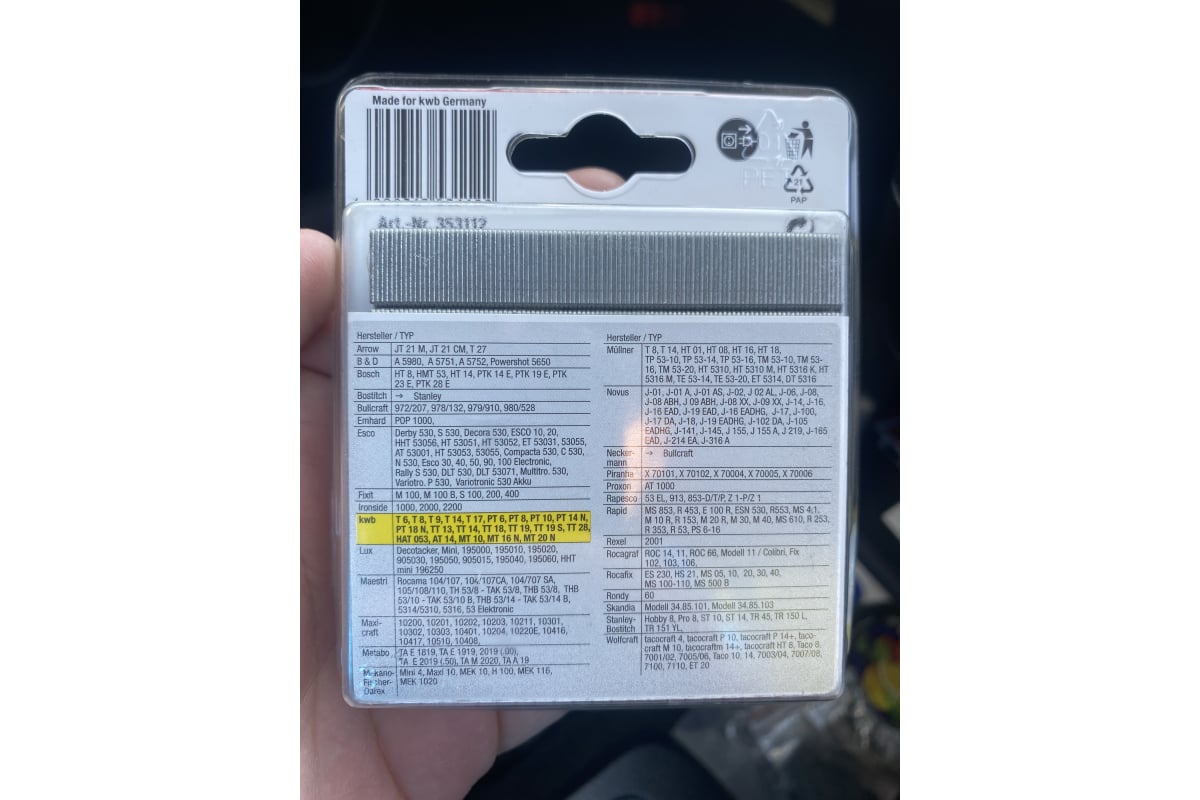 Made for kwb Germany
PET
21
PAP
Art.-Nr. 353112
Hersteller / TYP
Arrow JT 21 M, JT 21 CM, T 27
B & D A 5980, A 5751, A 5752, Powershot 5650
Bosch HT 8, HMT 53, HT 14, PTK 14 E, PTK 19 E, PTK
23 E, PTK 28 E
Bostitch → Stanley
Bullcraft 972/207, 978/132, 979/910, 980/528
Emhard POP 1000,
Esco Derby 530, S 530, Decora 530, ESCO 10, 20,
HHT 53056, HT 53051, HT 53052, ET 53031, 53055,
AT 53001, HT 53053, 53055, Compacta 530, C 530,
N 530, Esco 30, 40, 50, 90, 100 Electronic,
Rally S 530, DLT 530, DLT 53071, Multitro. 530,
Variotro. P 530, Variotronic 530 Akku
Fixit M 100, M 100 B, S 100, 200, 400
Ironside 1000, 2000, 2200
kwb T 6, T 8, T 9, T 14, T 17, PT 6, PT 8, PT 10, PT 14 N,
PT 18 N, TT 13, TT 14, TT 18, TT 19, TT 19 S, TT 28,
HAT 053, AT 14, MT 10, MT 16 N, MT 20 N
Lux Decotacker, Mini, 195000, 195010, 195020,
905030, 195050, 905015, 195040, 195060, HHT
mini 196250
Maestri Rocama 104/107, 104/107CA, 104/707 SA,
105/108/110, TH 53/8 - TAK 53/8, THB 53/8, THB
53/10 - TAK 53/10 B, THB 53/14 - TAK 53/14 B,
5314/5310, 5316, 53 Elektronic
Maxi-
craft 10200, 10201, 10202, 10203, 10211, 10301,
10302, 10303, 10401, 10204, 10220E, 10416,
10417, 10510, 10408,
Metabo TA E 1819, TA E 1919, 2019 (.00),
TA E 2019 (.50), TA M 2020, TA A 19
Mekano-
Fischer-
Darex Mini 4, Maxi 10, MEK 10, H 100, MEK 116,
MEK 1020
Hersteller / TYP
Müllner T 8, T 14, HT 01, HT 08, HT 16, HT 18,
TP 53-10, TP 53-14, TP 53-16, TM 53-10, TM 53-
16, TM 53-20, HT 5310, HT 5310 M, HT 5316 K, HT
5316 M, TE 53-14, TE 53-20, ET 5314, DT 5316
Novus J-01, J-01 A, J-01 AS, J-02, J 02 AL, J-06, J-08,
J-08 ABH, J 09 ABH, J-08 XX, J-09 XX, J-14, J-16,
J-16 EAD, J-19 EAD, J-16 EADHG, J-17, J-100,
J-17 DA, J-18, J-19 EADHG, J-102 DA, J-105
EADHG, J-141, J-145, J 155, J 155 A, J 219, J-165
EAD, J-214 EA, J-316 A
Necker-
mann → Bullcraft
Piranha X 70101, X 70102, X 70004, X 70005, X 70006
Proxon AT 1000
Rapesco 53 EL, 913, 853-D/T/P, Z 1-P/Z 1
Rapid MS 853, R 453, E 100 R, ESN 530, R553, MS 4.1,
M 10 R, R 153, M 20 R, M 30, M 40, MS 610, R 253,
R 353, R 53, PS 6-16
Rexel 2001
Rocagraf ROC 14, 11, ROC 66, Modell 11 / Colibri, Fix
102, 103, 106,
Rocafix ES 230, HS 21, MS 05, 10, 20, 30, 40,
MS 100-110, MS 500 B
Rondy 60
Skandia Modell 34.85.101, Modell 34.85.103
Stanley-
Bostitch Hobby 8, Pro 8, ST 10, ST 14, TR 45, TR 150 L,
TR 151 YL,
Wolfcraft tacocraft 4, tacocraft P 10, tacocraft P 14+, taco-
craft M 10, tacocraftm 14+, tacocraft HT 8, Taco 8,
7001/02, 7005/06, Taco 10, 14, 7003/04, 7007/08,
7100, 7110, ET 20